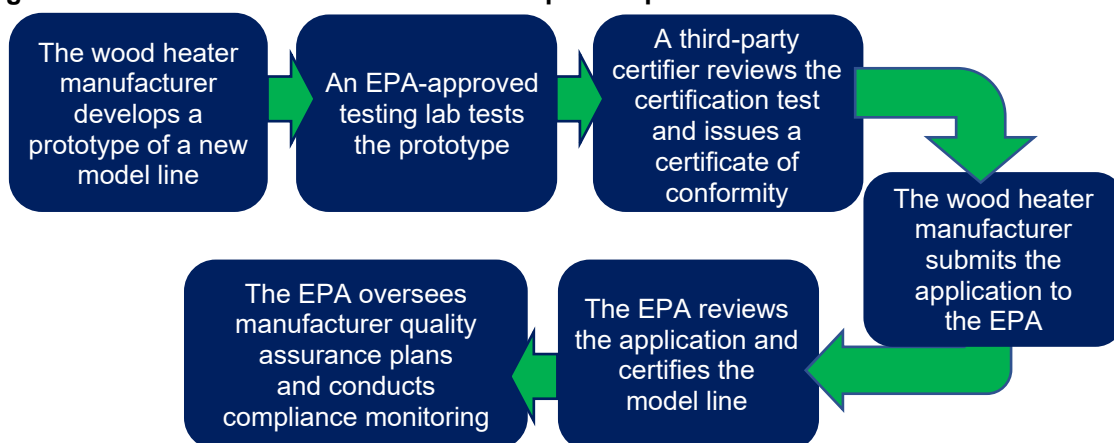 The wood heater
manufacturer
develops a
prototype of a new
model line
An EPA-approved
testing lab tests
the prototype
A third-party
certifier reviews the
certification test
and issues a
certificate of
conformity
The wood heater
manufacturer
submits the
application to
the EPA
The EPA reviews
the application and
certifies the
model line
The EPA oversees
manufacturer quality
assurance plans
and conducts
compliance monitoring